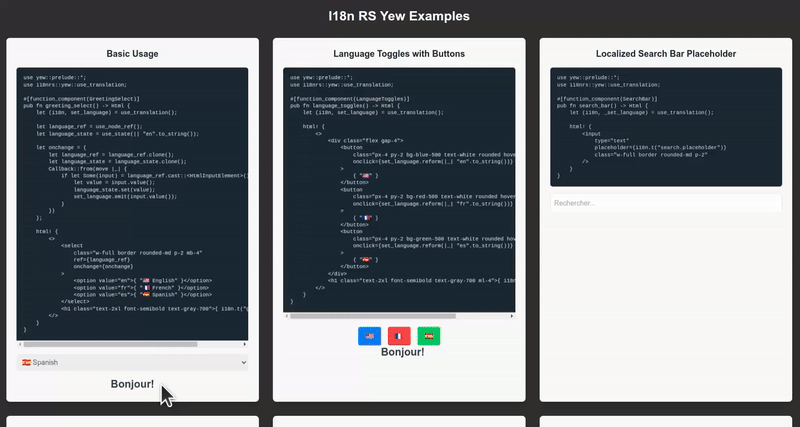 I18n RS Yew Examples
Basic Usage
use yew::prelude::*;
use i18nrs::yew::use_translation;
#[function_component(GreetingSelect)]
pub fn greeting_select() -> Html {
let (i18n, set_language) = use_translation();
let language_ref = use_node_ref();
let language_state = use_state(|| "en".to_string());
let onchange = {
let language_ref = language_ref.clone();
let language_state = language_state.clone();
Callback::from(move |_| {
if let Some(input) = language_ref.cast::<HtmlInputElement>()
let value = input.value();
language_state.set(value);
set_language.emit(input.value());
}
})
};
html! {
<>
<select
class="w-full border rounded-md p-2 mb-4"
ref={language_ref}
onchange={onchange}
>
<option value="en">{ "🇺🇸 English" }</option>
<option value="fr">{ "🇫🇷 French" }</option>
<option value="es">{ "🇪🇸 Spanish" }</option>
</select>
<h1 class="text-2xl font-semibold text-gray-700">{ i18n.t("
</>
}
}
🇪🇸 Spanish
Bonjour!
Language Toggles with Buttons
use yew::prelude::*;
use i18nrs::yew::use_translation;
#[function_component(LanguageToggles)]
pub fn language_toggles() -> Html {
let (i18n, set_language) = use_translation();
html! {
<>
<div class="flex gap-4">
<button
class="px-4 py-2 bg-blue-500 text-white rounded hover
onclick={set_language.reform(|_| "en".to_string())}
>
{ "🇺🇸" }
</button>
<button
class="px-4 py-2 bg-red-500 text-white rounded hover:
onclick={set_language.reform(|_| "fr".to_string())}
>
{ "🇫🇷" }
</button>
<button
class="px-4 py-2 bg-green-500 text-white rounded hove
onclick={set_language.reform(|_| "es".to_string())}
>
{ "🇪🇸" }
</button>
</div>
<h1 class="text-2xl font-semibold text-gray-700 ml-4">{ i18n
</>
}
}
Bonjour!
Localized Search Bar Placeholder
use yew::prelude::*;
use i18nrs::yew::use_translation;
#[function_component(SearchBar)]
pub fn search_bar() -> Html {
let (i18n, _set_language) = use_translation();
html! {
<input
type="text"
placeholder={i18n.t("search.placeholder")}
class="w-full border rounded-md p-2"
/>
}
}
Rechercher...